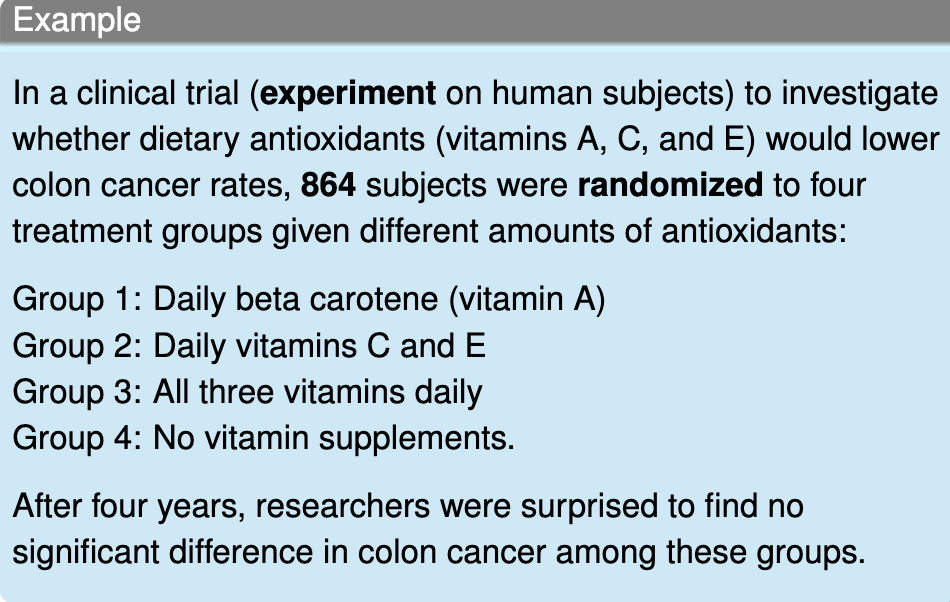 Example
In a clinical trial (experiment on human subjects) to investigate
whether dietary antioxidants (vitamins A, C, and E) would lower
colon cancer rates, 864 subjects were randomized to four
treatment groups given different amounts of antioxidants:
Group 1: Daily beta carotene (vitamin A)
Group 2: Daily vitamins C and E
Group 3: All three vitamins daily
Group 4: No vitamin supplements.
After four years, researchers were surprised to find no
significant difference in colon cancer among these groups.